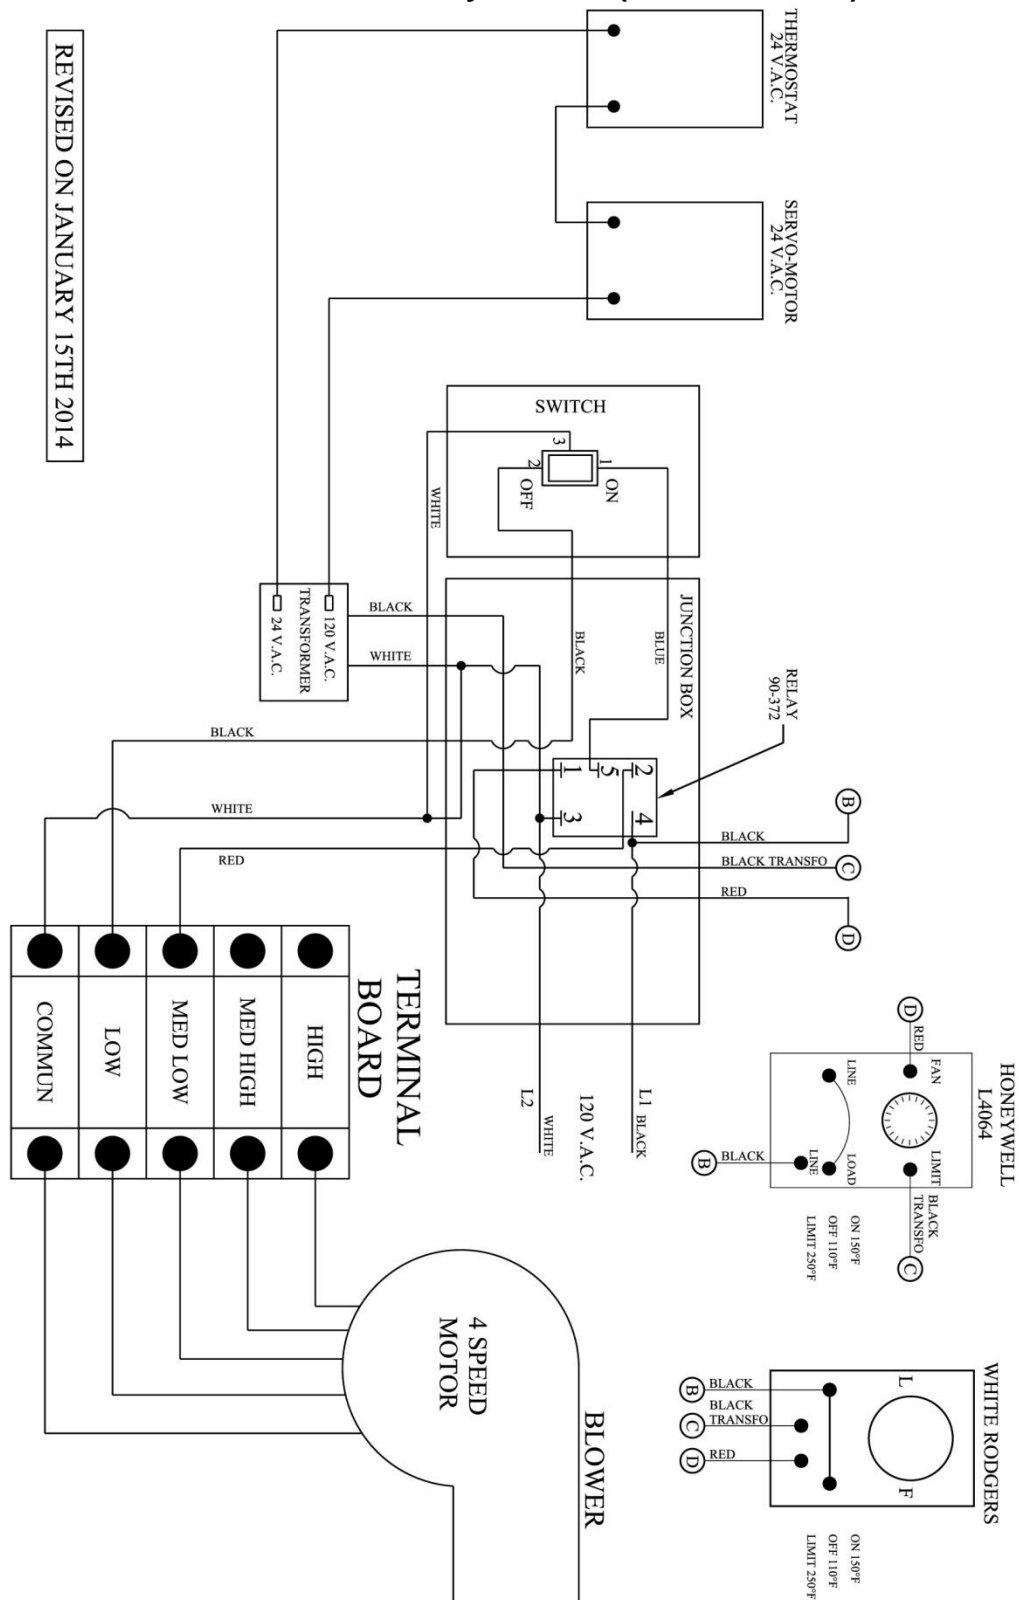 THERMOSTAT
24 V.A.C.
SERVO-MOTOR
24 V.A.C.
SWITCH
3
1
2
ON
OFF
WHITE
JUNCTION BOX
BLUE
BLACK
RELAY
90-372
BLACK
WHITE
120 V.A.C.
TRANSFORMER
24 V.A.C.
BLACK
WHITE
RED
2
5
1
4
3
BLACK
BLACK TRANSFO
RED
B
C
D
L1
BLACK
120 V.A.C.
L2
WHITE
TERMINAL
BOARD
HIGH
MED HIGH
MED LOW
LOW
COMMUN
HONEYWELL
L4064
D
RED
FAN
LIMIT
BLACK
TRANSFO
C
LINE
LOAD
LINE
BLACK
B
ON 150°F
OFF 110°F
LIMIT 250°F
WHITE RODGERS
L
F
B
BLACK
C
BLACK
TRANSFO
D
RED
ON 150°F
OFF 110°F
LIMIT 250°F
BLOWER
4 SPEED
MOTOR
REVISED ON JANUARY 15TH 2014